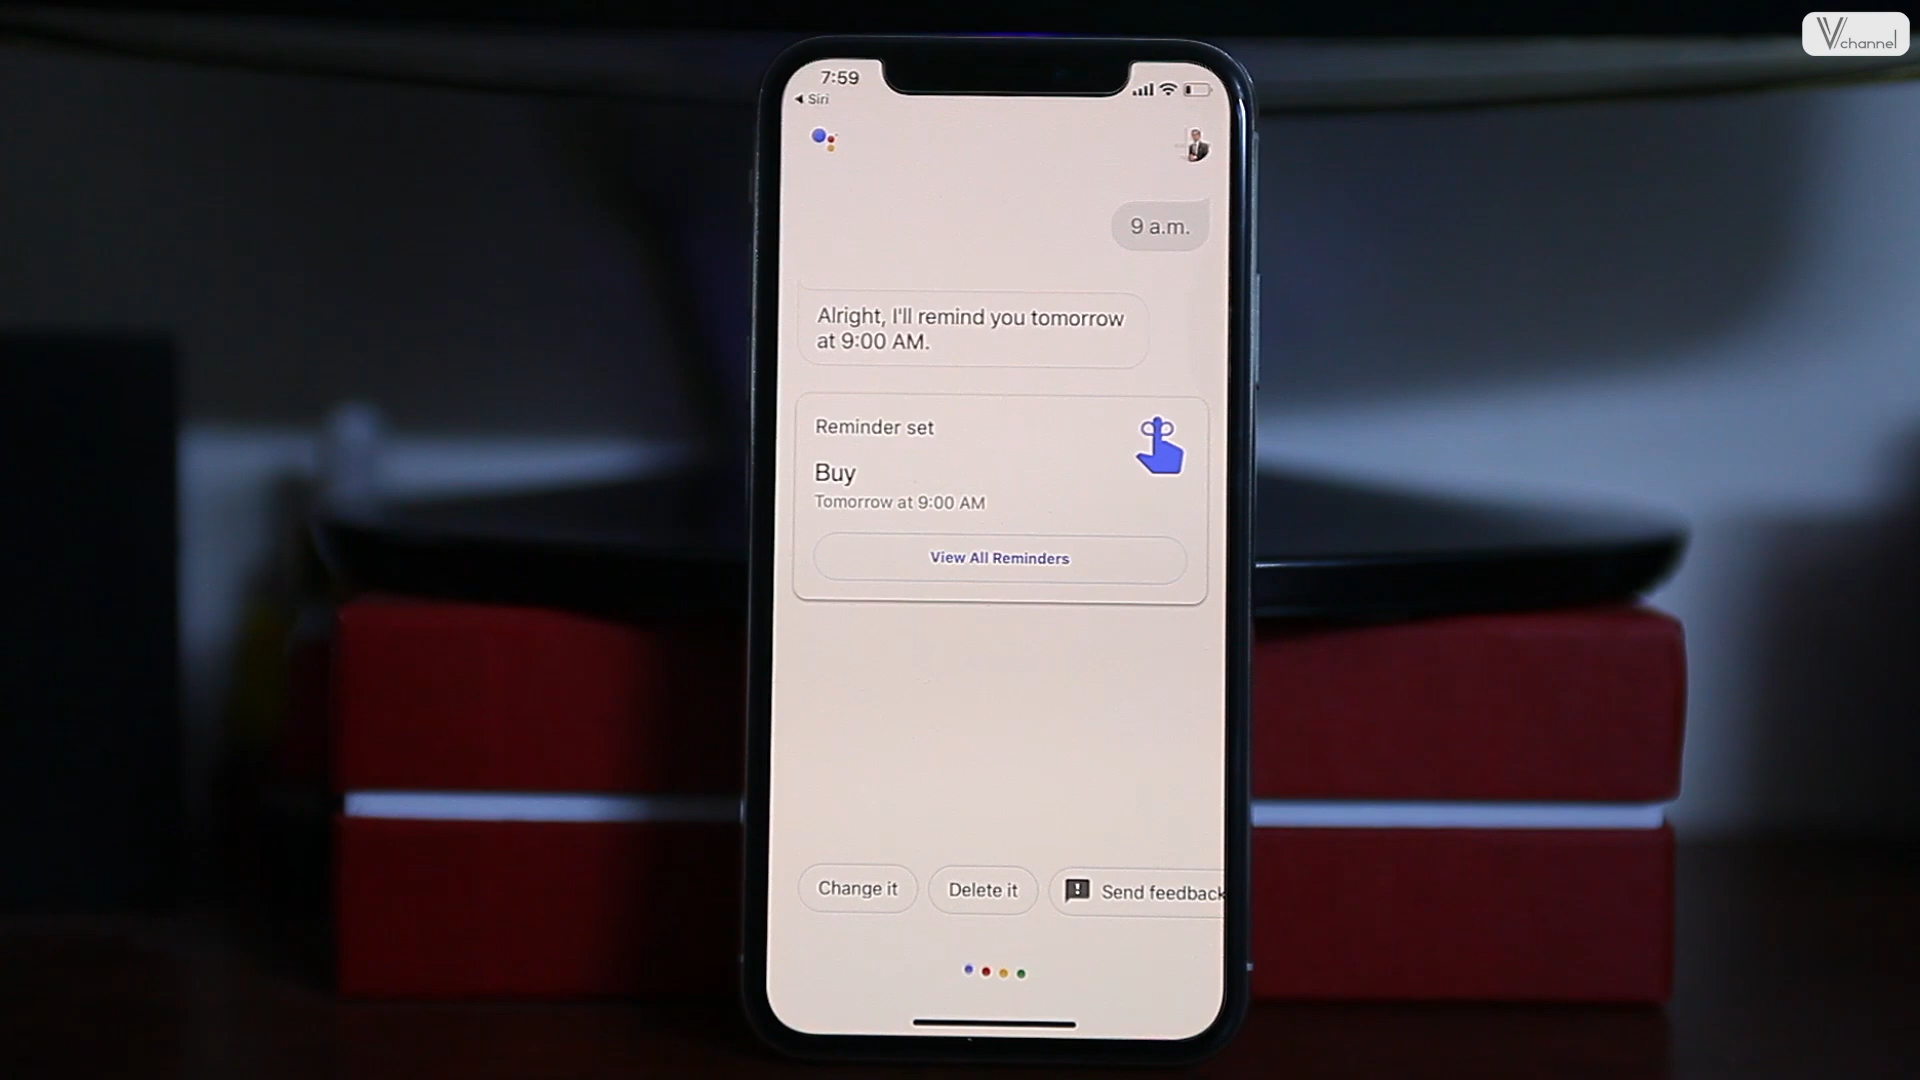 V channel
7:59
◀ Siri
9 a.m.
Alright, I'll remind you tomorrow
at 9:00 AM.
Reminder set
Buy
Tomorrow at 9:00 AM
View All Reminders
Change it
Delete it
Send feedback